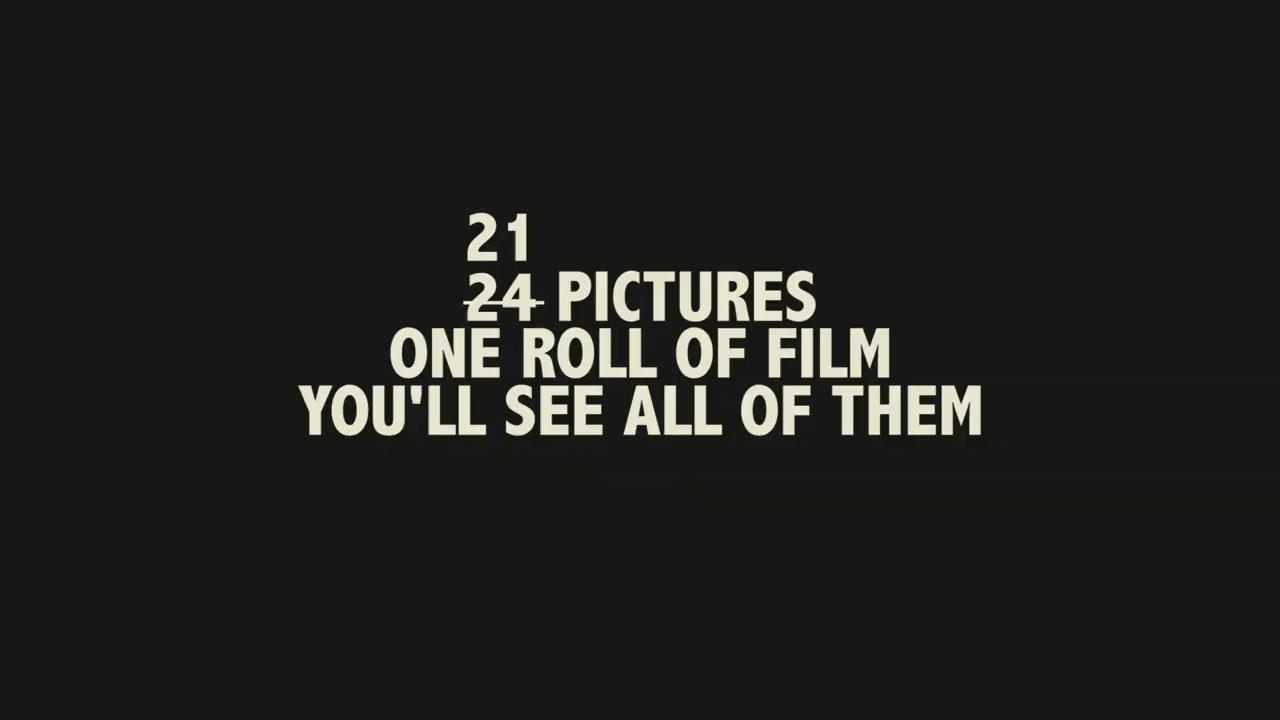 21
24 PICTURES
ONE ROLL OF FILM
YOU'LL SEE ALL OF THEM